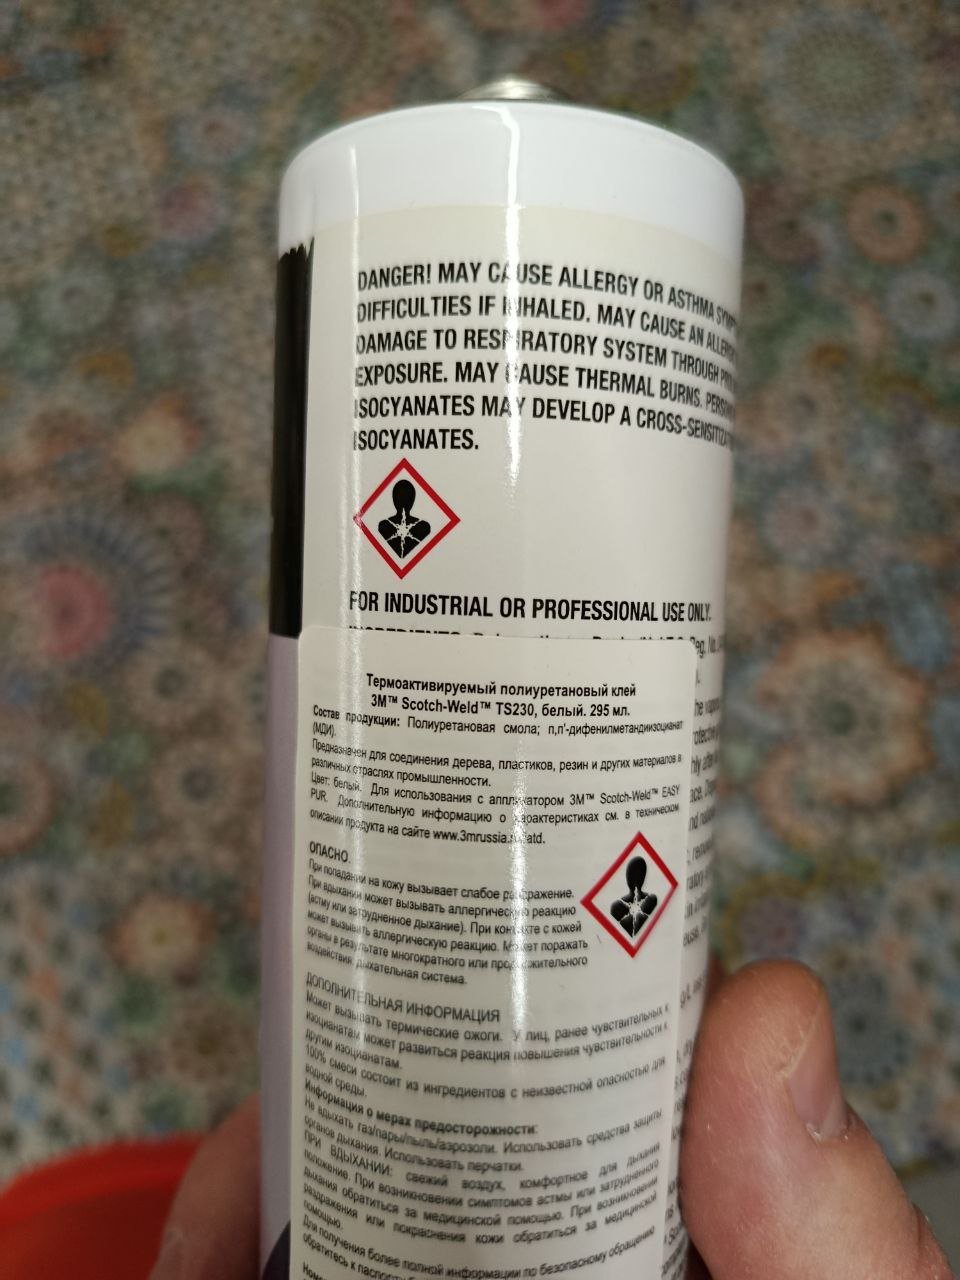 DANGER! MAY CAUSE ALLERGY OR ASTHMA
DIFFICULTIES IF INHALED. MAY CAUSE AN
DAMAGE TO RESPIRATORY SYSTEM THROUGH
EXPOSURE. MAY CAUSE THERMAL BURNS.
ISOCYANATES MAY DEVELOP A
ISOCYANATES.
FOR INDUSTRIAL OR PROFESSIONAL USE ONLY.
Reg. No.
Термоактивируемый полиуретановый клей
3M™ Scotch-Weld™ TS230, белый. 295 мл.
Состав продукции: Полиуретановая смола; п,п'-дифенилметандиизоцианат
(МДИ).
Предназначен для соединения дерева, пластиков, резин и других материалов в
различных отраслях промышленности.
Цвет: белый. Для использования с аппликатором 3M™ Scotch-Weld™ EASY
PUR. Дополнительную информацию о характеристиках см. в техническом
описании продукта на сайте
ОПАСНО.
При попадании на кожу вызывает слабое раздражение.
При вдыхании может вызывать аллергическую реакцию
(астму или затрудненное дыхание). При контакте с кожей
может вызывать аллергическую реакцию. Может поражать
органы в результате многократного или продолжительного
воздействия: дыхательная система.
ДОПОЛНИТЕЛЬНАЯ ИНФОРМАЦИЯ
Может вызывать термические ожоги. У лиц, ранее чувствительных к
изоцианатам может развиться реакция повышения чувствительности к
другим изоцианатам.
100% смеси состоит из ингредиентов с неизвестной опасностью для
водной среды.
Информация о мерах предосторожности:
Не вдыхать газ/пары/пыль/аэрозоли. Использовать средства защиты
органов дыхания. Использовать перчатки.
ПРИ ВДЫХАНИИ: свежий воздух, комфортное для дыхания
положение. При возникновении симптомов астмы или затрудненного
дыхания обратиться за медицинской помощью. При возникновении
раздражения или покраснения кожи обратиться за медицинской
помощью.
Для получения более полной информации по безопасному обращению
обратитесь к паспорту